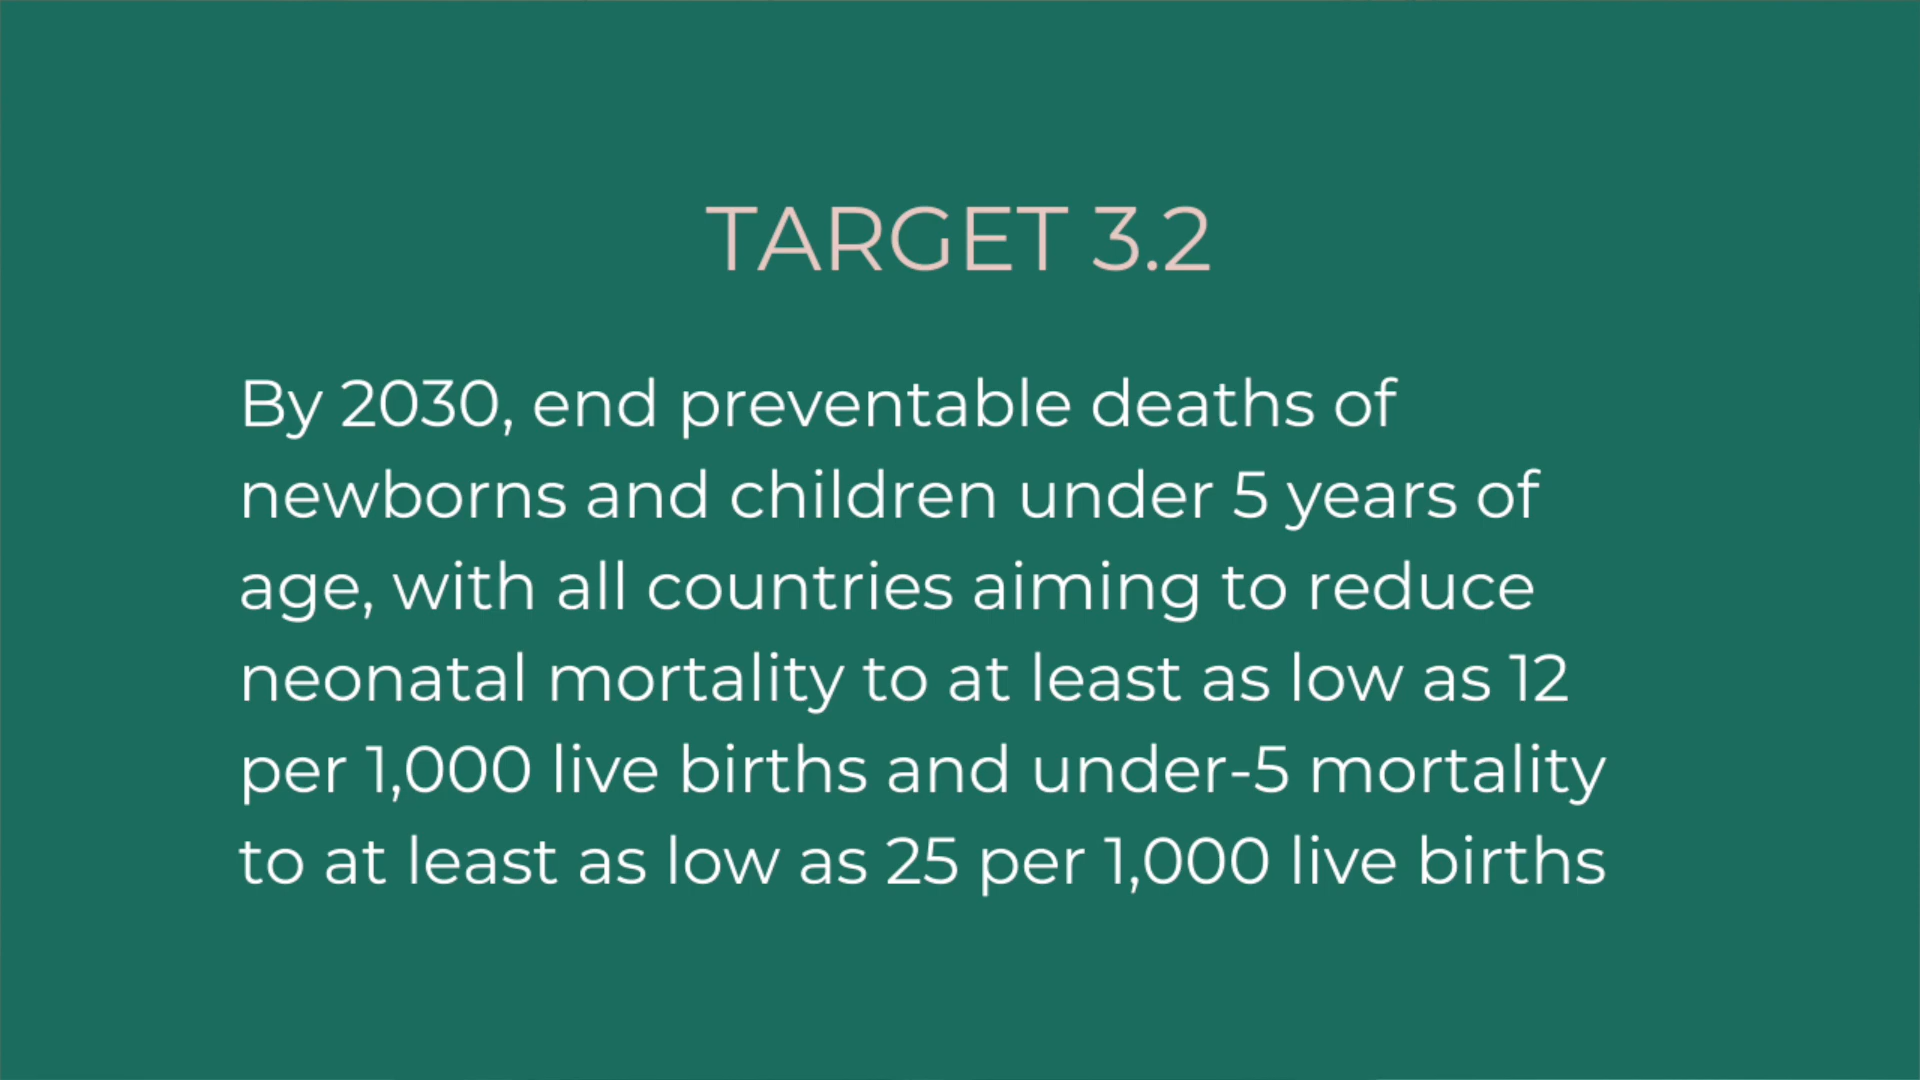 TARGET 3.2
By 2030, end preventable deaths of
newborns and children under 5 years of
age, with all countries aiming to reduce
neonatal mortality to at least as low as 12
per 1,000 live births and under-5 mortality
to at least as low as 25 per 1,000 live births